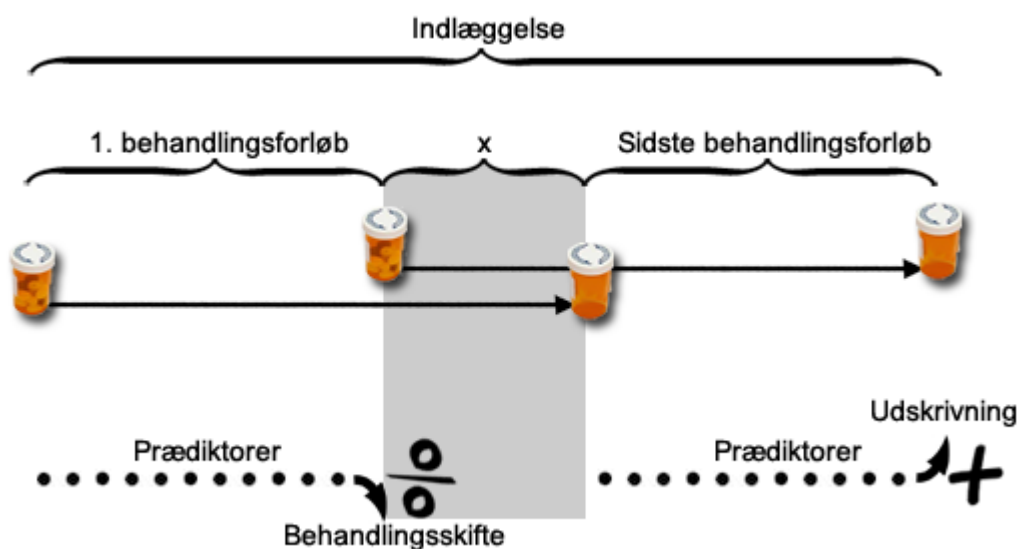 Indlæggelse
1. behandlingsforløb
x
Sidste behandlingsforløb
Udskrivning
Prædiktorer
Prædiktorer
Behandlingsskifte